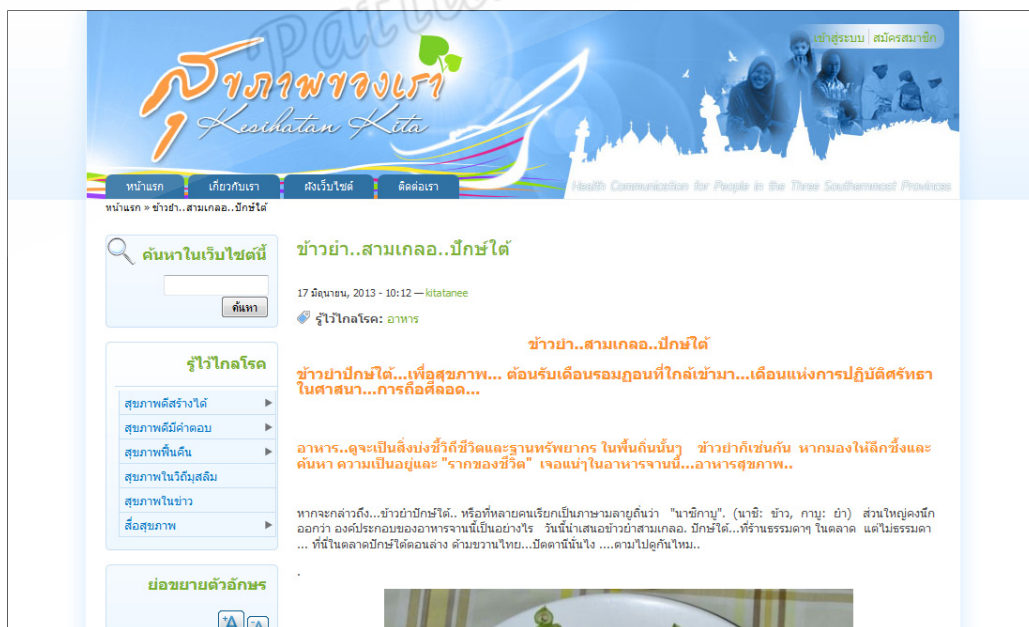 เข้าสู่ระบบ สมัครสมาชิก
สุขภาพของเรา
Kesihatan Kita
หน้าแรก เกี่ยวกับเรา ผังเว็บไซต์ ติดต่อเรา
Health Communication for People in the Three Southernmost Provinces
หน้าแรก » ข้าวยำ..สามเกลอ..ปักษ์ใต้
ค้นหาในเว็บไซต์นี้
ค้นหา
รู้ไว้ไกลโรค
สุขภาพดีสร้างได้
สุขภาพดีมีคำตอบ
สุขภาพพื้นถิ่น
สุขภาพในวิถีมุสลิม
สุขภาพในข่าว
สื่อสุขภาพ
ย่อขยายตัวอักษร
+A -A
ข้าวยำ..สามเกลอ..ปักษ์ใต้
17 มิถุนายน, 2013 - 10:12 — kitatanee
รู้ไว้ไกลโรค: อาหาร
ข้าวยำ..สามเกลอ..ปักษ์ใต้
ข้าวยำปักษ์ใต้...เพื่อสุขภาพ... ต้อนรับเดือนรอมฎอนที่ใกล้เข้ามา...เดือนแห่งการปฏิบัติศรัทธา
ในศาสนา...การถือศีลอด...
อาหาร..ดูจะเป็นสิ่งบ่งชี้วิถีชีวิตและฐานทรัพยากร ในพื้นถิ่นนั้นๆ ข้าวยำก็เช่นกัน หากมองให้ลึกซึ้งและ
ค้นหา ความเป็นอยู่และ "รากของชีวิต" เจอแน่ๆในอาหารจานนี้...อาหารสุขภาพ..
หากจะกล่าวถึง...ข้าวยำปักษ์ใต้.. หรือที่หลายคนเรียกเป็นภาษามลายูถิ่นว่า "นาซิกาบู". (นาซิ: ข้าว, กาบู: ยำ) ส่วนใหญ่คงนึก
ออกว่า องค์ประกอบของอาหารจานนี้เป็นอย่างไร วันนี้นำเสนอข้าวยำสามเกลอ. ปักษ์ใต้...ที่ร้านธรรมดาๆ ในตลาด แต่ไม่ธรรมดา
... ที่นี่ในตลาดปักษ์ใต้ตอนล่าง ด้ามขวานไทย...ปัตตานีนั่นไง ....ตามไปดูกันไหม..
.